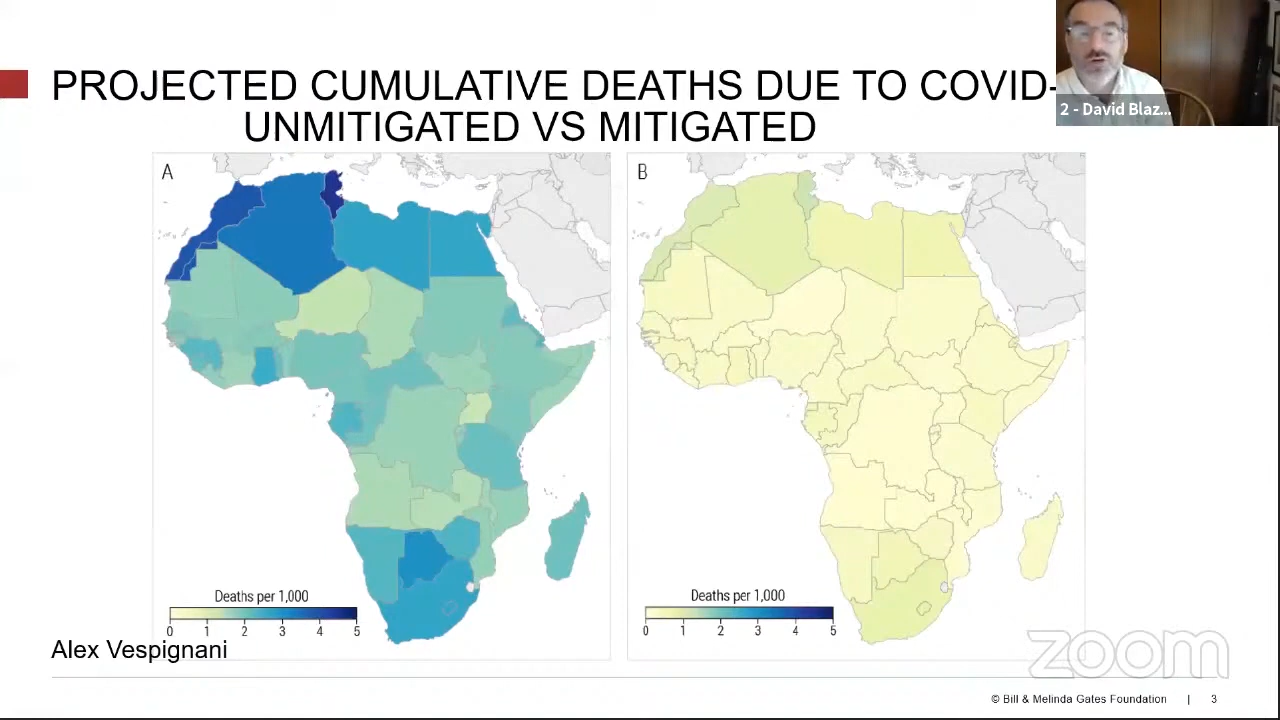 PROJECTED CUMULATIVE DEATHS DUE TO COVID-
UNMITIGATED VS MITIGATED
2 - David Blaz...
A
B
Deaths per 1,000
0 1 2 3 4 5
Deaths per 1,000
0 1 2 3 4 5
Alex Vespignani
zoom
© Bill & Melinda Gates Foundation | 3